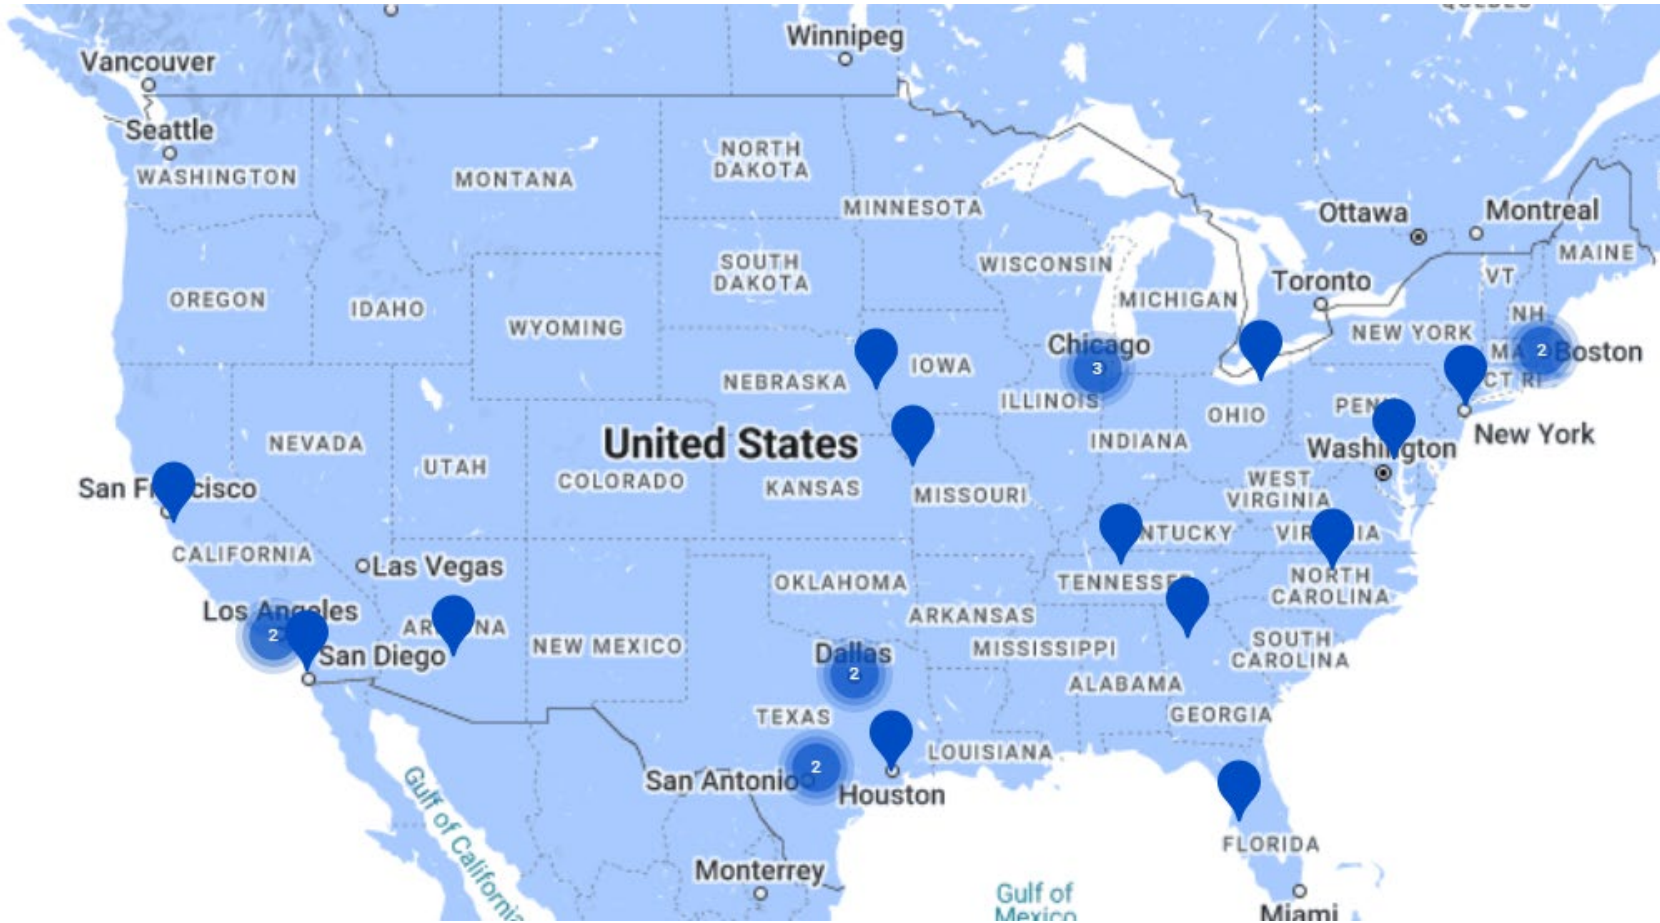 Winnipeg
Vancouver
Seattle
WASHINGTON
MONTANA
NORTH
DAKOTA
MINNESOTA
Ottawa
Montreal
MAINE
OREGON
IDAHO
WYOMING
SOUTH
DAKOTA
WISCONSIN
MICHIGAN
Toronto
VT
NH
NEW YORK
Chicago
3
2
Boston
NEBRASKA
IOWA
ILLINOIS
INDIANA
OHIO
CT RI
New York
Washington
NEVADA
UTAH
COLORADO
United States
KANSAS
MISSOURI
WEST
VIRGINIA
CALIFORNIA
Las Vegas
OKLAHOMA
TENNESSEE
NORTH
CAROLINA
Los Angeles
2
San Diego
NEW MEXICO
ARKANSAS
MISSISSIPPI
ALABAMA
GEORGIA
SOUTH
CAROLINA
Dallas
2
TEXAS
LOUISIANA
San Antonio
2
Houston
FLORIDA
Gulf of California
Monterrey
Gulf of
Mexico
Miami